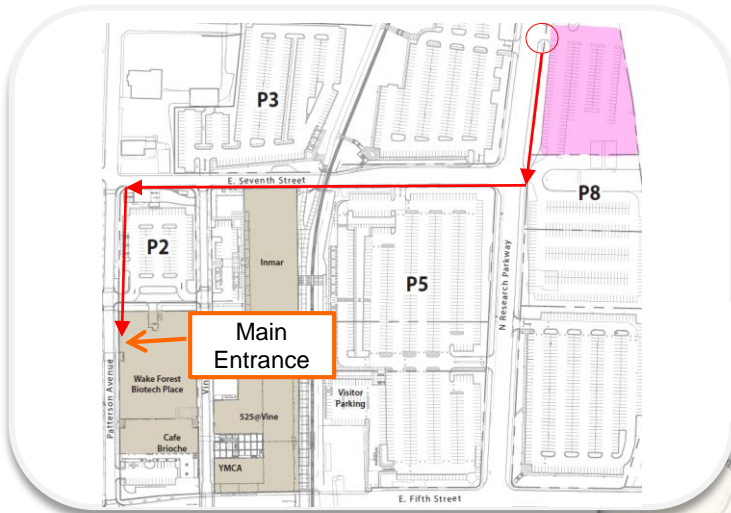 P3
E. Seventh Street
P8
P2
Inmar
N Research Parkway
P5
Main
Entrance
Patterson Avenue
Wake Forest
Biotech Place
Vin
Visitor
Parking
525@Vine
Cafe
Brioche
YMCA
E. Fifth Street